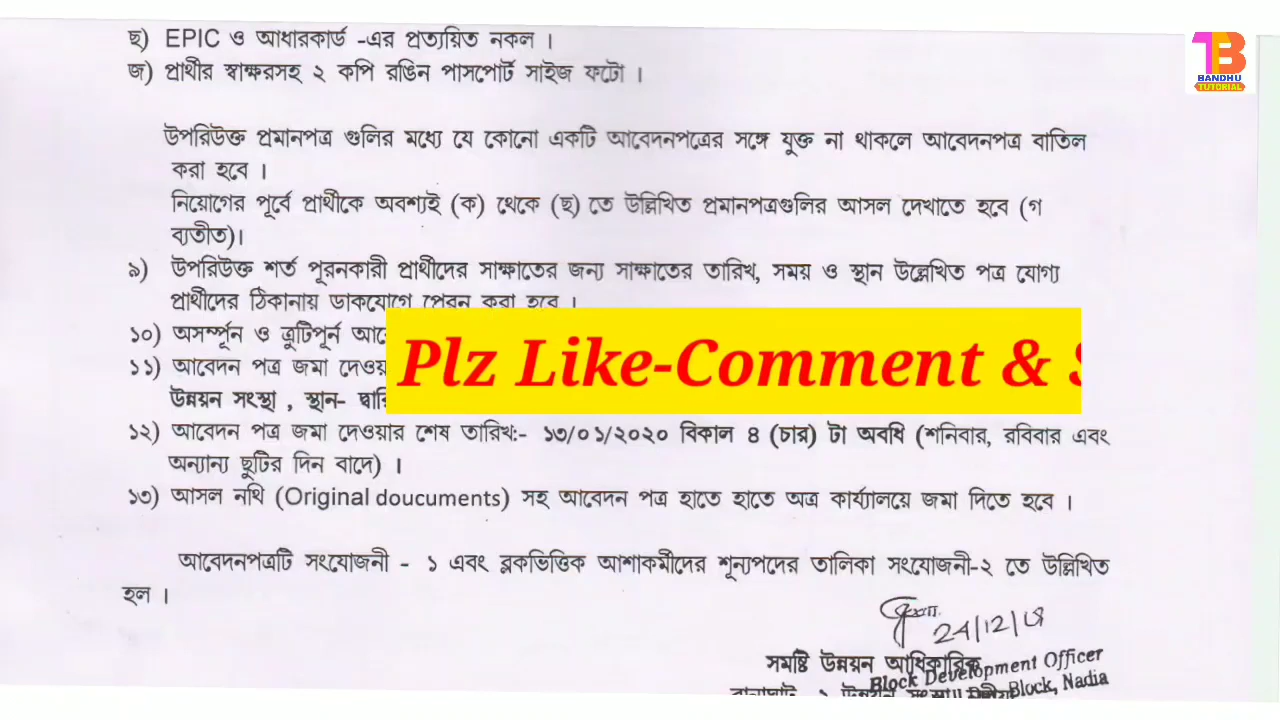 ছ) EPIC ও আধারকার্ড -এর প্রত্যয়িত নকল ।
জ) প্রার্থীর স্বাক্ষরসহ ২ কপি রঙিন পাসপোর্ট সাইজ ফটো ।
BANDHU
TUTORIAL
উপরিউক্ত প্রমানপত্র গুলির মধ্যে যে কোনো একটি আবেদনপত্রের সঙ্গে যুক্ত না থাকলে আবেদনপত্র বাতিল
করা হবে ।
নিয়োগের পূর্বে প্রার্থীকে অবশ্যই (ক) থেকে (ছ) তে উল্লিখিত প্রমানপত্রগুলির আসল দেখাতে হবে (গ
ব্যতীত)।
৯) উপরিউক্ত শর্ত পূরনকারী প্রার্থীদের সাক্ষাতের জন্য সাক্ষাতের তারিখ, সময় ও স্থান উল্লেখিত পত্র যোগ্য
প্রার্থীদের ঠিকানায় ডাকযোগে প্রেরন করা হবে ।
১০) অসর্ম্পূন ও ত্রুটিপূর্ন
১১) আবেদন পত্র জমা দেওয়
উন্নয়ন সংস্থা , স্থান-
Plz Like-Comment &
১২) আবেদন পত্র জমা দেওয়ার শেষ তারিখ:- ১৩/০১/২০২০ বিকাল ৪ (চার) টা অবধি (শনিবার, রবিবার এবং
অন্যান্য ছুটির দিন বাদে) ।
১৩) আসল নথি (Original doucuments) সহ আবেদন পত্র হাতে হাতে অত্র কার্য্যালয়ে জমা দিতে হবে ।
আবেদনপত্রটি সংযোজনী - ১ এবং ব্লকভিত্তিক আশাকর্মীদের শূন্যপদের তালিকা সংযোজনী-২ তে উল্লিখিত
হল ।
24/12/19
সমষ্টি উন্নয়ন আধিকারিক
Block Development Officer
Block, Nadia